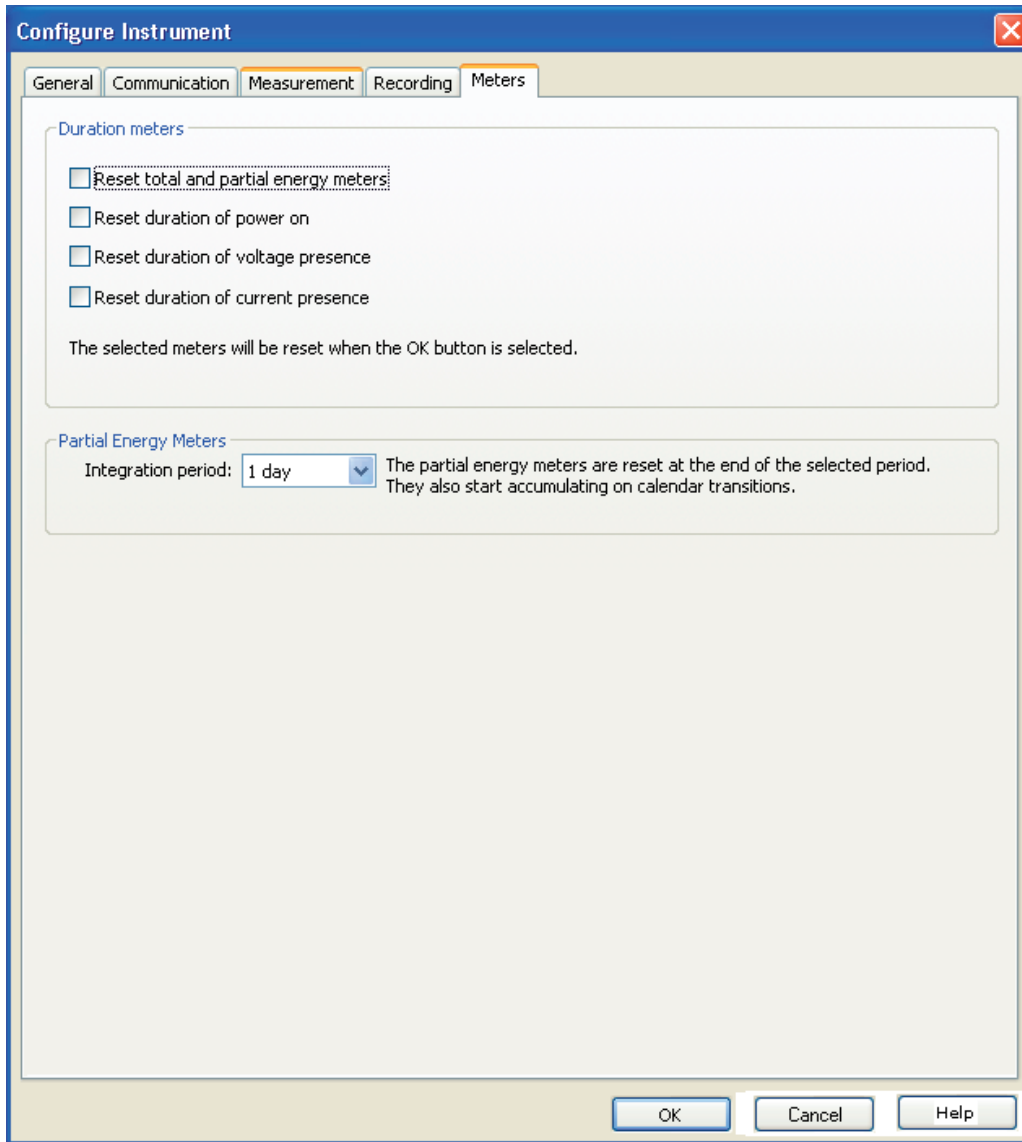 Configure Instrument
General Communication Measurement Recording Meters
Duration meters
Reset total and partial energy meters
Reset duration of power on
Reset duration of voltage presence
Reset duration of current presence
The selected meters will be reset when the OK button is selected.
Partial Energy Meters
Integration period: 1 day The partial energy meters are reset at the end of the selected period.
They also start accumulating on calendar transitions.
OK Cancel Help